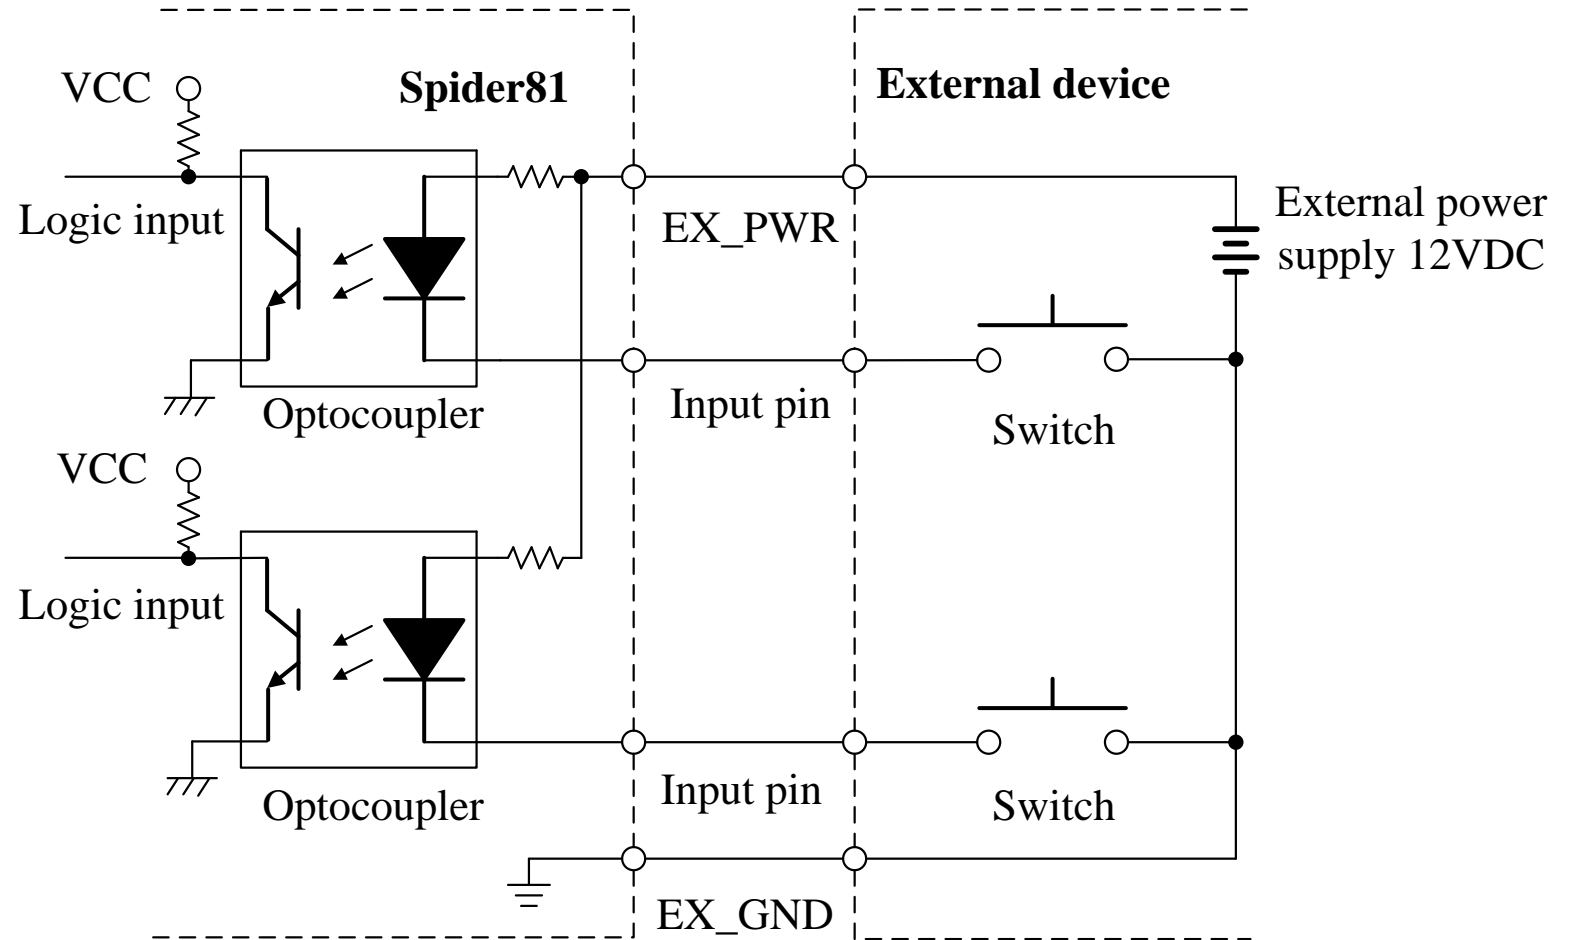 VCC
Spider81
External device
Logic input
EX_PWR
External power
supply 12VDC
Optocoupler
Input pin
Switch
VCC
Logic input
Optocoupler
Input pin
Switch
EX_GND